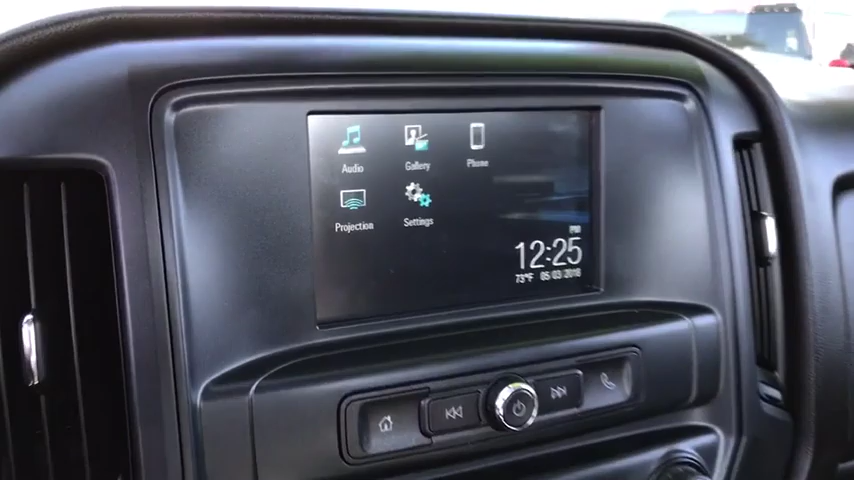 Audio Gallery Phone
Projection Settings
PM
12:25
73°F 05/03/2018